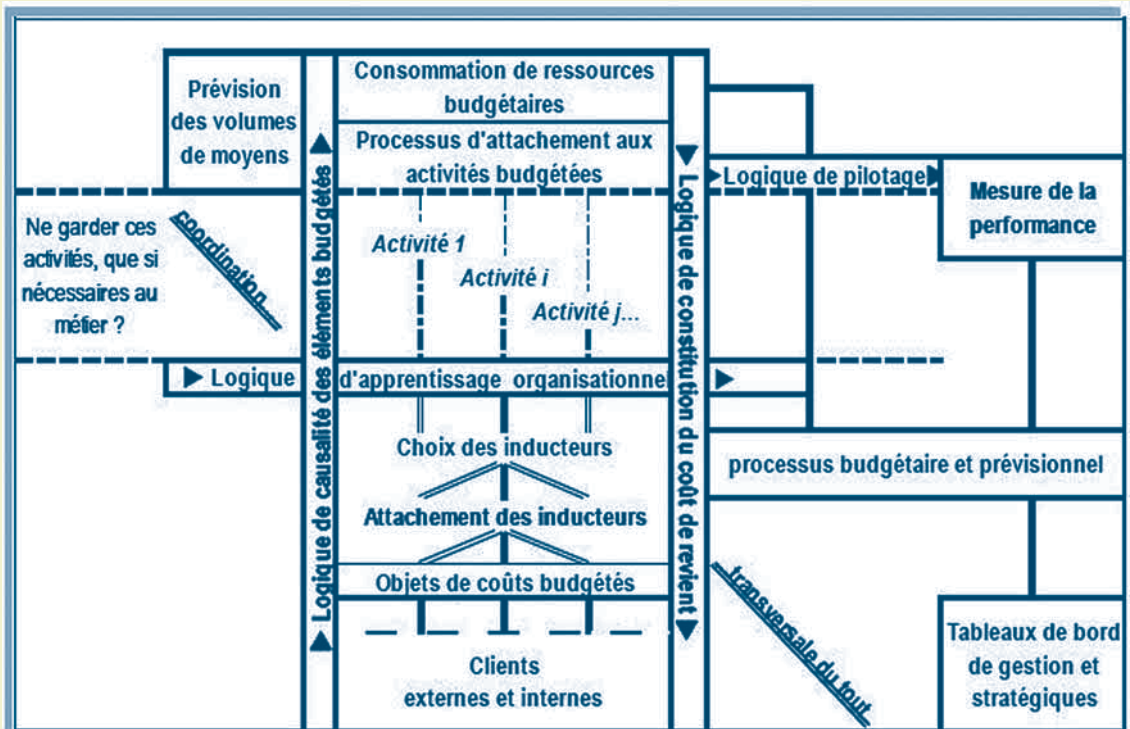 Prévision
des volumes
de moyens
Consommation de ressources
budgétaires
Processus d'attachement aux
activités budgétées
Logique de pilotage
Mesure de la
performance
Ne garder ces
activités, que si
nécessaires au
métier ?
coordination...
Logique de causalité des éléments budgétés
Activité 1
Activité i
Activité j...
Logique de constitution du coût de revient
Logique d'apprentissage organisationnel
Choix des inducteurs
Attachement des inducteurs
Objets de coûts budgétés
Clients
externes et internes
processus budgétaire et prévisionnel
transversale du tout
Tableaux de bord
de gestion et
stratégiques